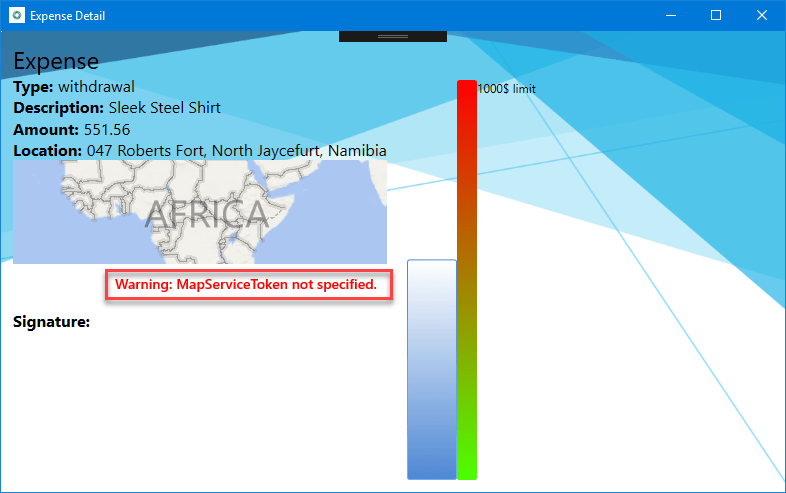 Expense Detail
Expense
Type: withdrawal
Description: Sleek Steel Shirt
Amount: 551.56
Location: 047 Roberts Fort, North Jaycefurt, Namibia
AFRICA
Warning: MapServiceToken not specified.
Signature:
1000$ limit